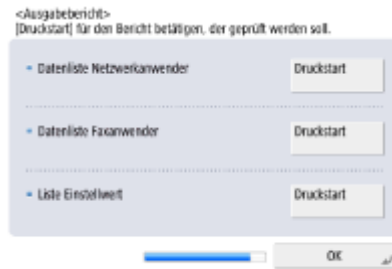 <Ausgabebericht>
[Druckstart] für den Bericht betätigen, der geprüft werden soll.
Datenliste Netzwerkanwender
Druckstart
Datenliste Faxanwender
Druckstart
Liste Einstellwert
Druckstart
OK